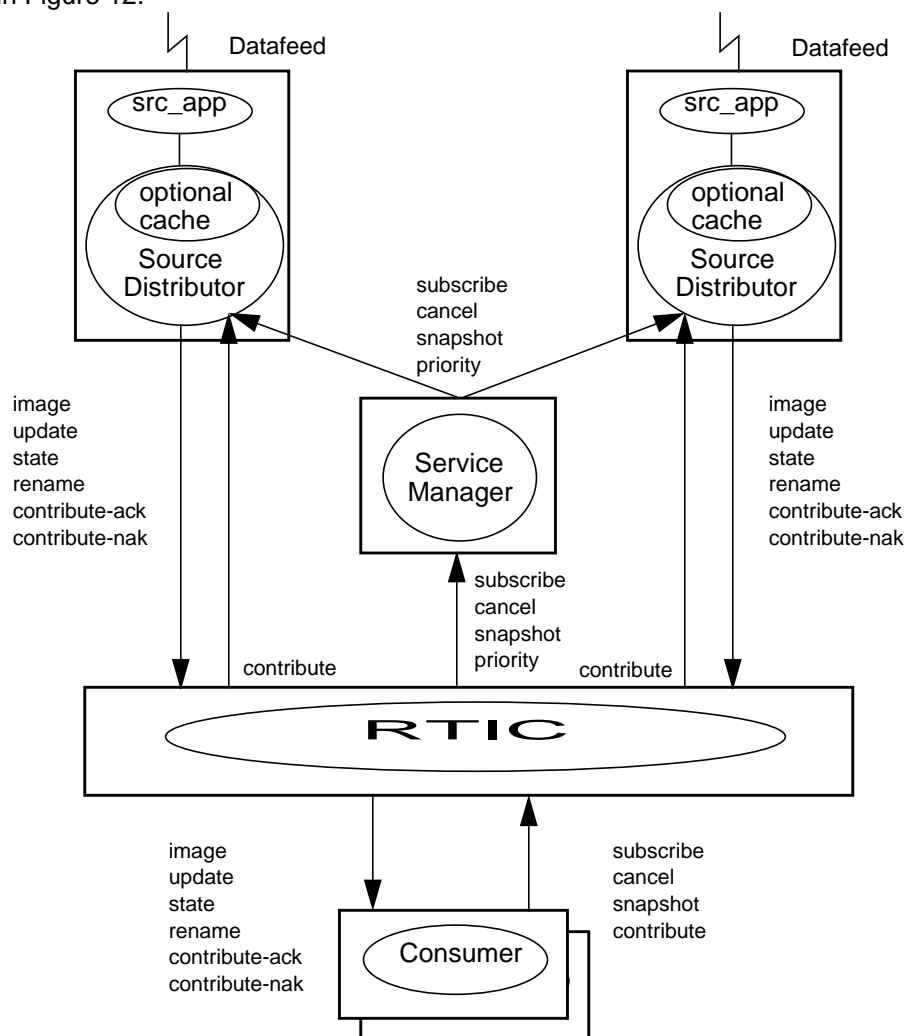 in Figure 12.
Datafeed
Datafeed
src_app
src_app
optional
cache
optional
cache
Source
Distributor
Source
Distributor
subscribe
cancel
snapshot
priority
image
update
state
rename
contribute-ack
contribute-nak
image
update
state
rename
contribute-ack
contribute-nak
Service
Manager
subscribe
cancel
snapshot
priority
contribute
contribute
RTIC
image
update
state
rename
contribute-ack
contribute-nak
subscribe
cancel
snapshot
contribute
Consumer